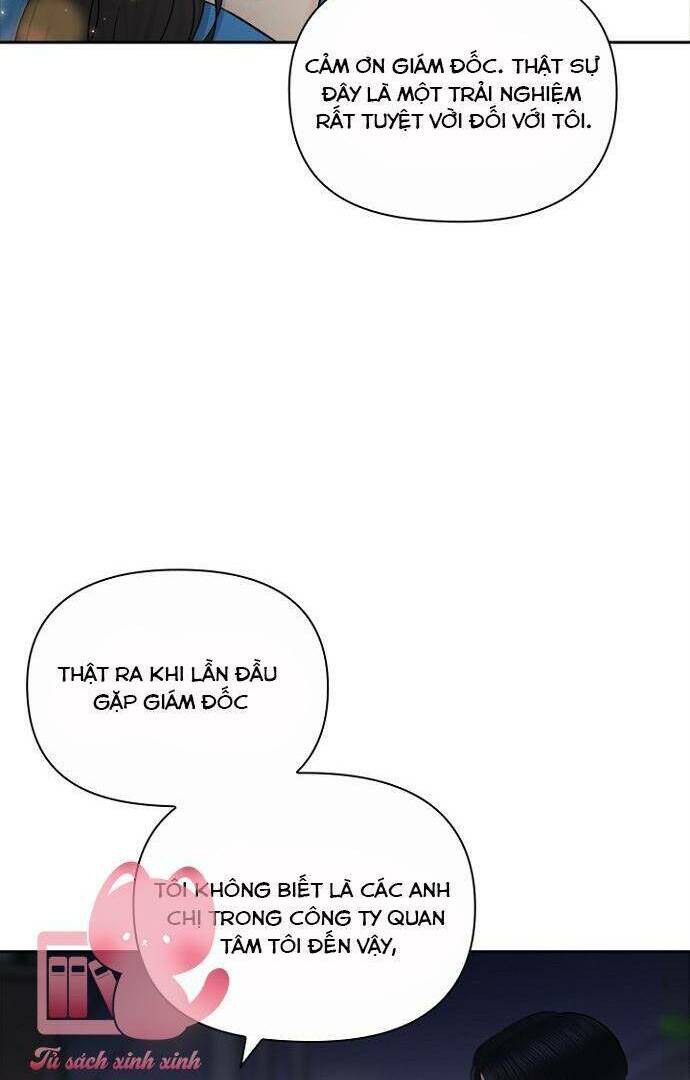 CẢM ƠN GIÁM ĐỐC. THẬT SỰ
ĐÂY LÀ MỘT TRẢI NGHIỆM
RẤT TUYỆT VỜI ĐỐI VỚI TÔI.
THẬT RA KHI LẦN ĐẦU
GẶP GIÁM ĐỐC
TÔI KHÔNG BIẾT LÀ CÁC ANH
CHỊ TRONG CÔNG TY QUAN
TÂM TÔI ĐẾN VẬY,
Tủ sách xinh xinh